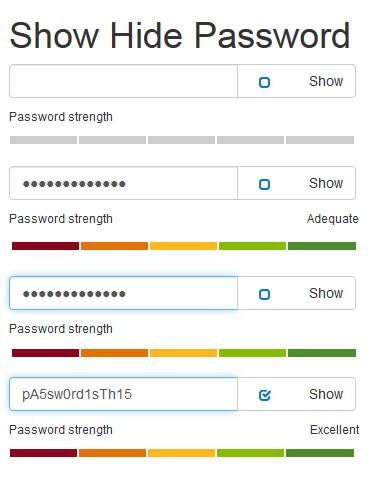 Show Hide Password
Show
Password strength
●●●●●●●●●●●●● Show
Password strength Adequate
●●●●●●●●●●●●● Show
Password strength
pA5sw0rd1sTh15 Show
Password strength Excellent